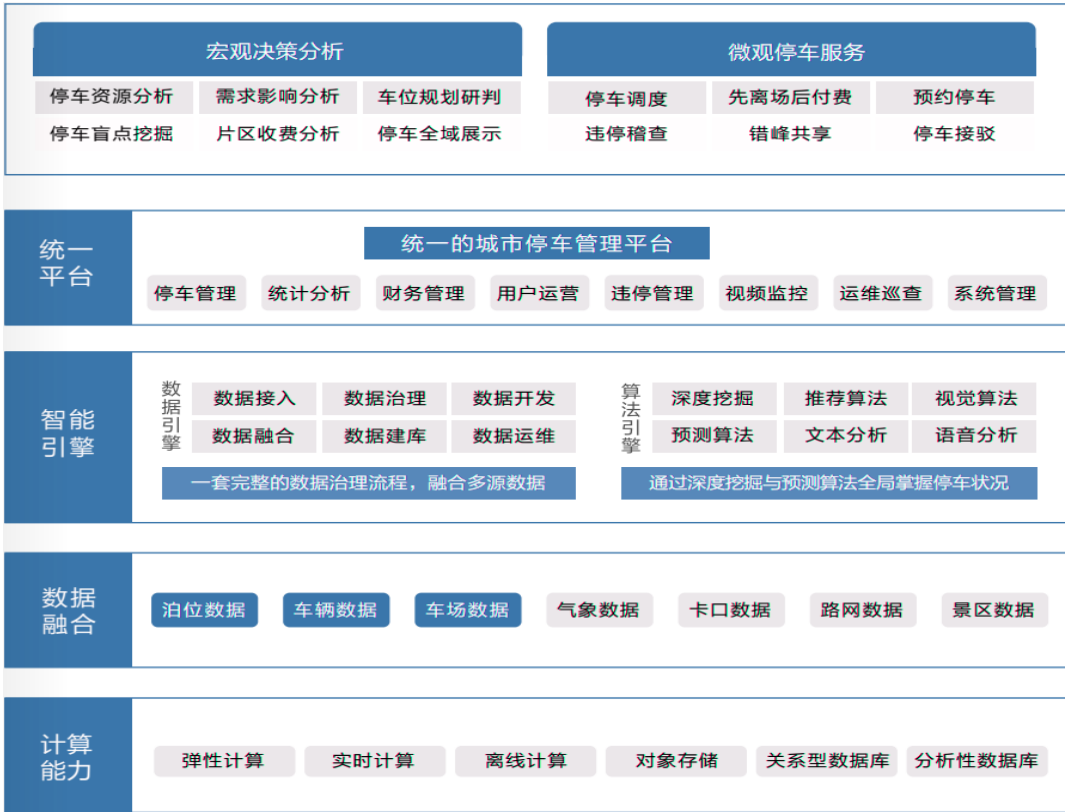 宏观决策分析
微观停车服务
停车资源分析 需求影响分析 车位规划研判
停车盲点挖掘 片区收费分析 停车全域展示
停车调度 先离场后付费 预约停车
违停稽查 错峰共享 停车接驳
统一
平台
统一的城市停车管理平台
停车管理 统计分析 财务管理 用户运营 违停管理 视频监控 运维巡查 系统管理
智能
引擎
数据引擎
数据接入 数据治理 数据开发
数据融合 数据建库 数据运维
一套完整的数据治理流程，融合多源数据
算法引擎
深度挖掘 推荐算法 视觉算法
预测算法 文本分析 语音分析
通过深度挖掘与预测算法全局掌握停车状况
数据
融合
泊位数据 车辆数据 车场数据 气象数据 卡口数据 路网数据 景区数据
计算
能力
弹性计算 实时计算 离线计算 对象存储 关系型数据库 分析性数据库